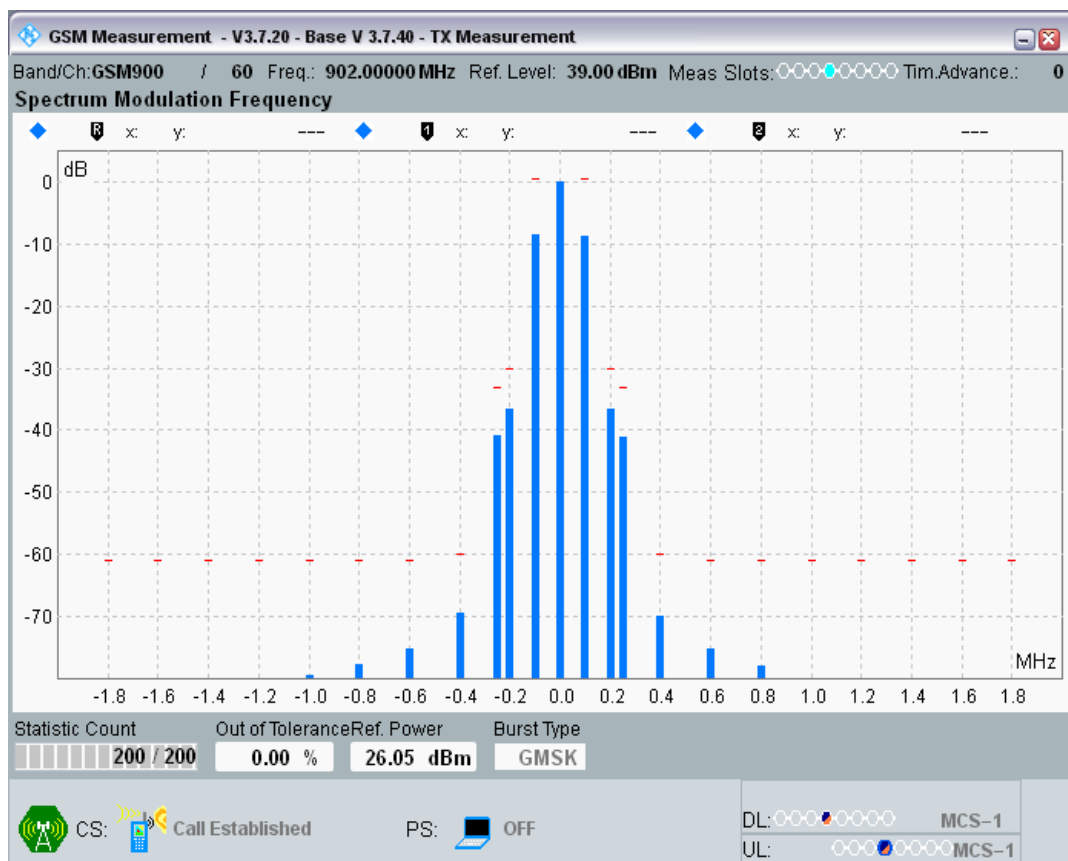 GSM Measurement - V3.7.20 - Base V 3.7.40 - TX Measurement
Band/Ch:GSM900 / 60 Freq.: 902.00000 MHz Ref. Level: 39.00 dBm Meas Slots: Tim.Advance.: 0
Spectrum Modulation Frequency
R x: y: --- 1 x: y: --- 2 x: y: ---
dB
0
-10
-20
-30
-40
-50
-60
-70
MHz
-1.8 -1.6 -1.4 -1.2 -1.0 -0.8 -0.6 -0.4 -0.2 0.0 0.2 0.4 0.6 0.8 1.0 1.2 1.4 1.6 1.8
Statistic Count Out of Tolerance Ref. Power Burst Type
200 / 200 0.00 % 26.05 dBm GMSK
CS: Call Established PS: OFF
DL: MCS-1
UL: MCS-1